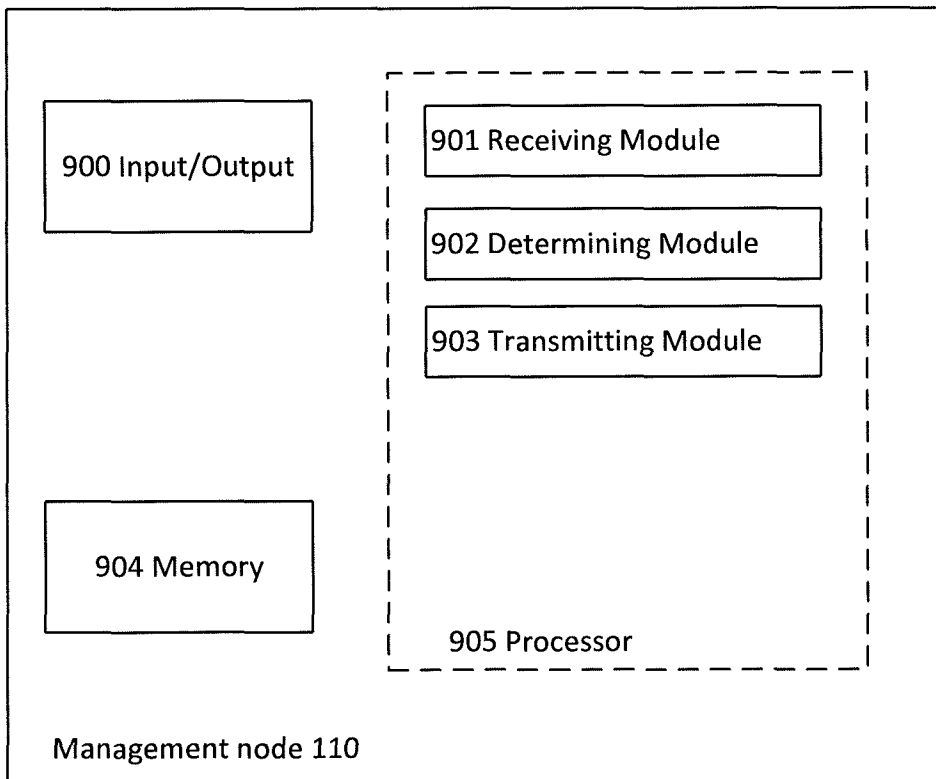 900 Input/Output
901 Receiving Module
902 Determining Module
903 Transmitting Module
904 Memory
905 Processor
Management node 110